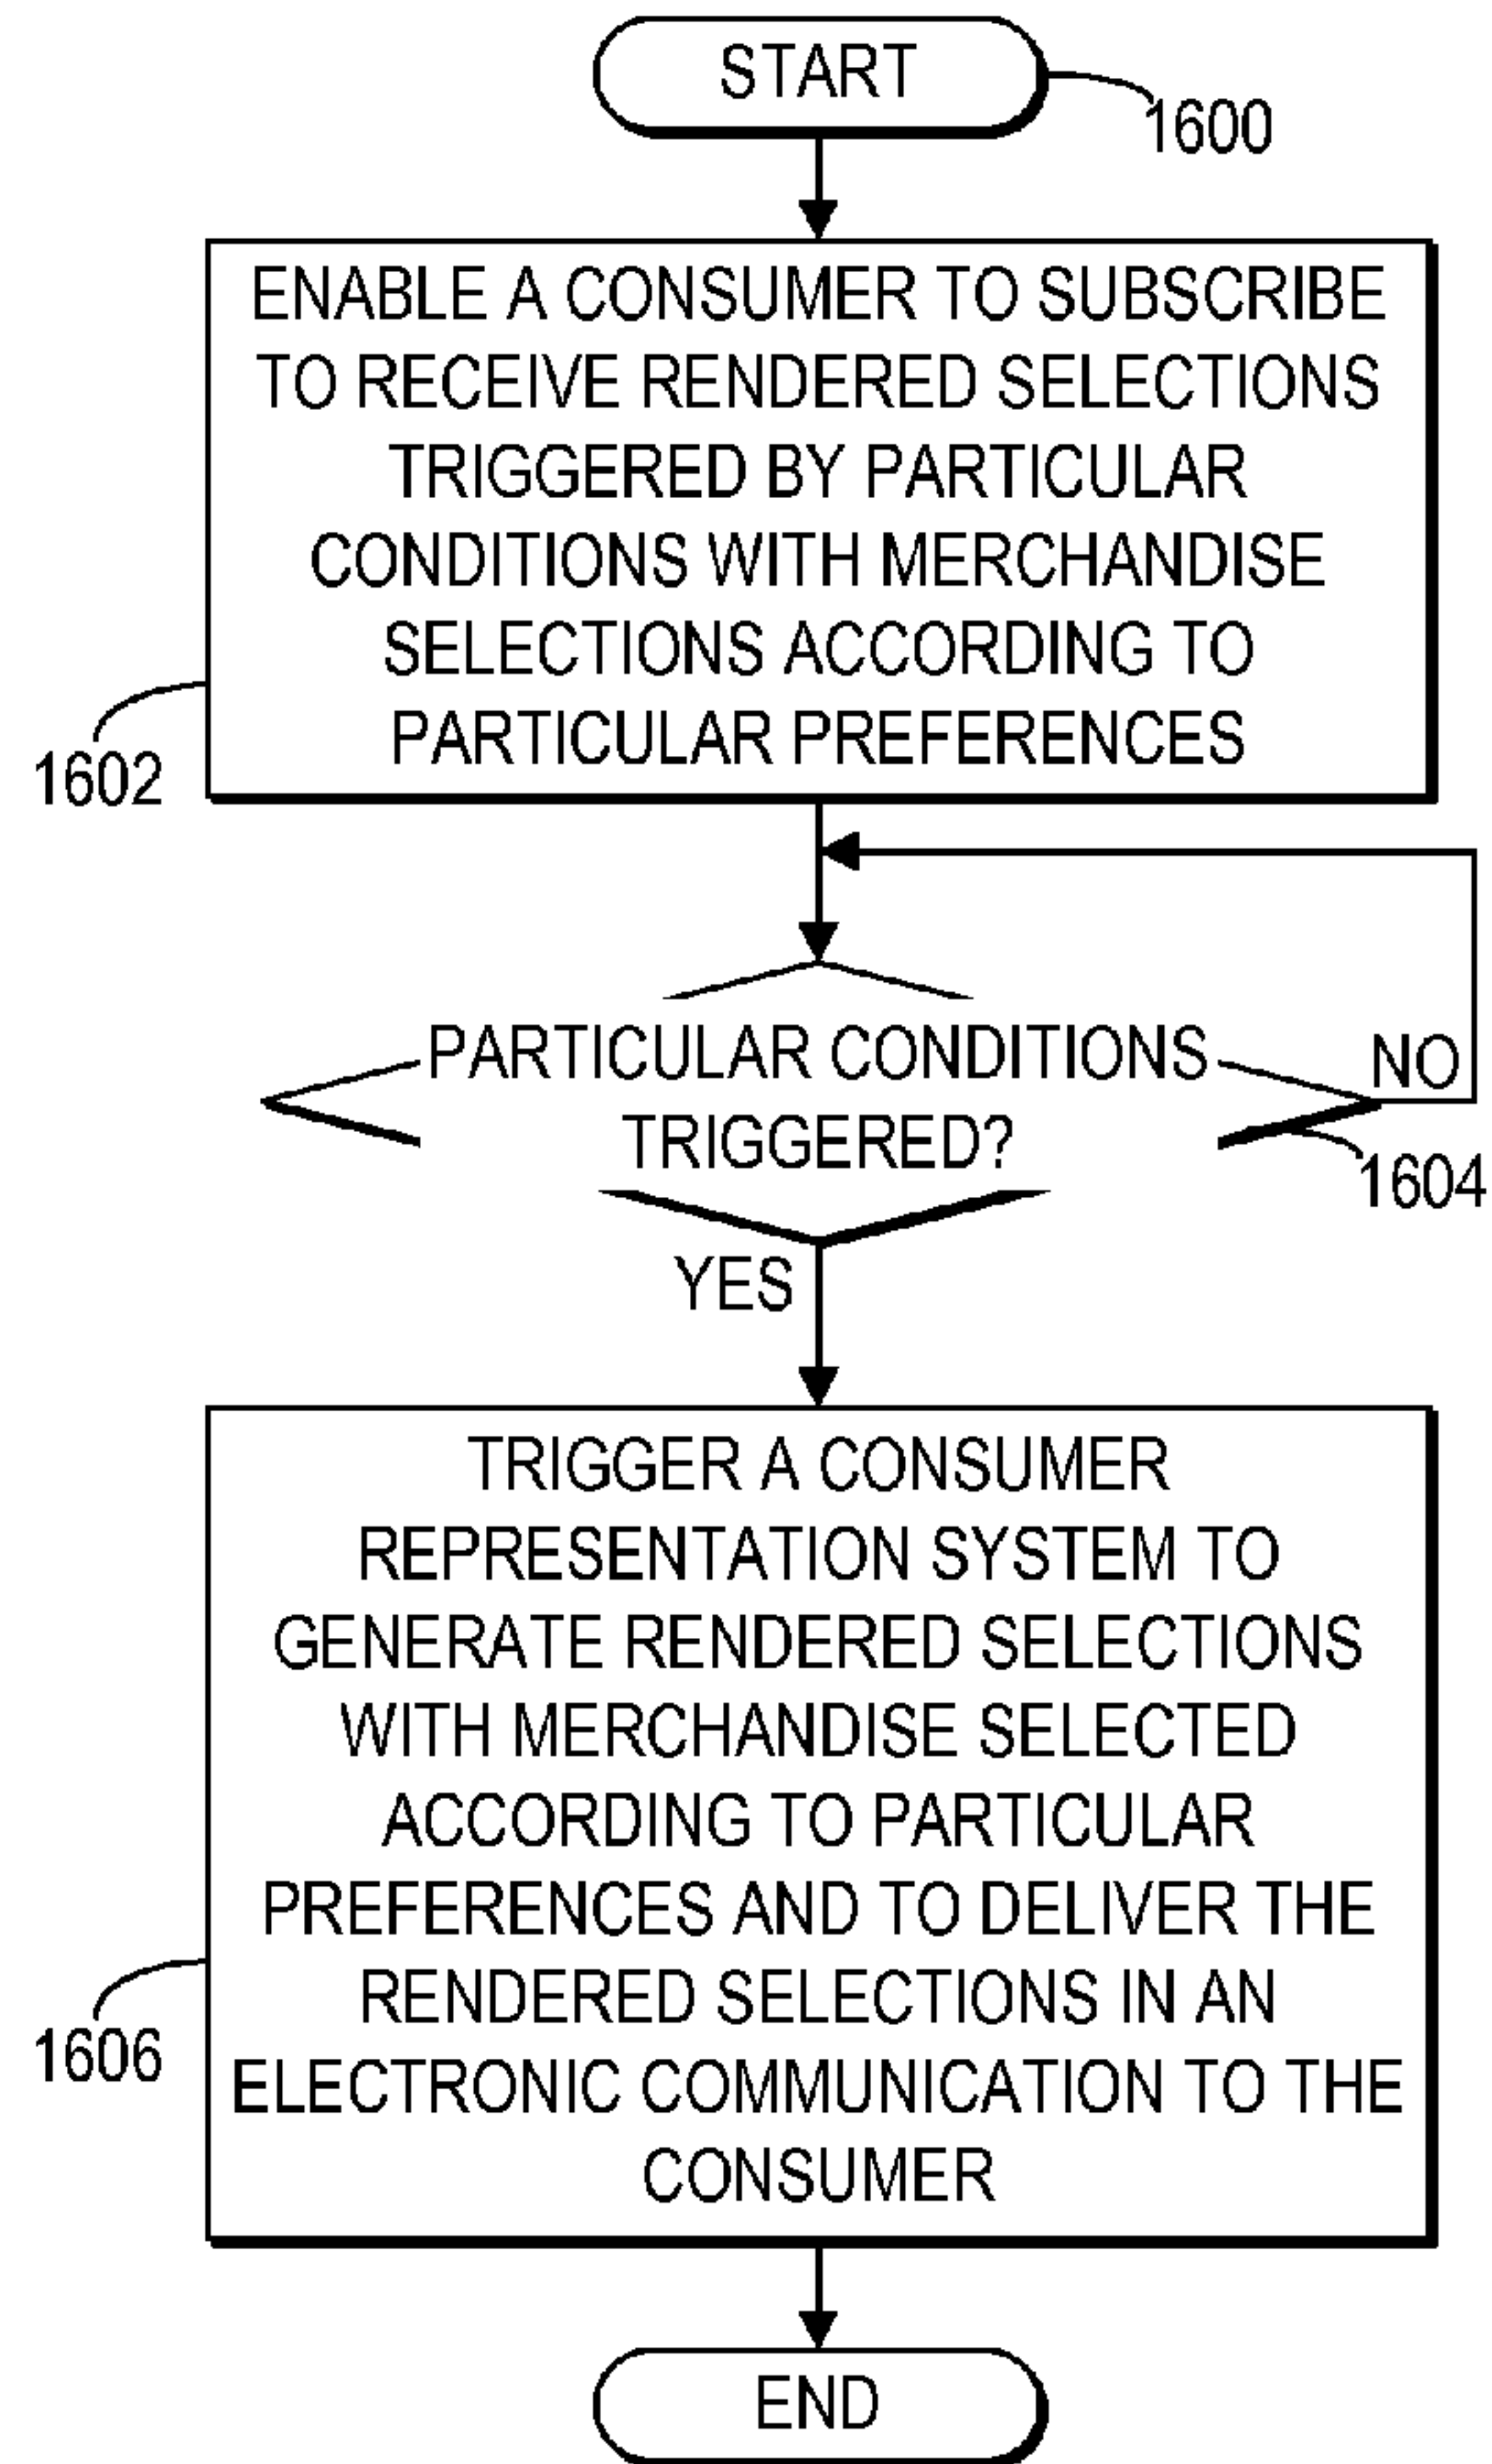 START
1600
ENABLE A CONSUMER TO SUBSCRIBE
TO RECEIVE RENDERED SELECTIONS
TRIGGERED BY PARTICULAR
CONDITIONS WITH MERCHANDISE
SELECTIONS ACCORDING TO
PARTICULAR PREFERENCES
1602
PARTICULAR CONDITIONS
TRIGGERED?
NO
1604
YES
TRIGGER A CONSUMER
REPRESENTATION SYSTEM TO
GENERATE RENDERED SELECTIONS
WITH MERCHANDISE SELECTED
ACCORDING TO PARTICULAR
PREFERENCES AND TO DELIVER THE
RENDERED SELECTIONS IN AN
ELECTRONIC COMMUNICATION TO THE
CONSUMER
1606
END